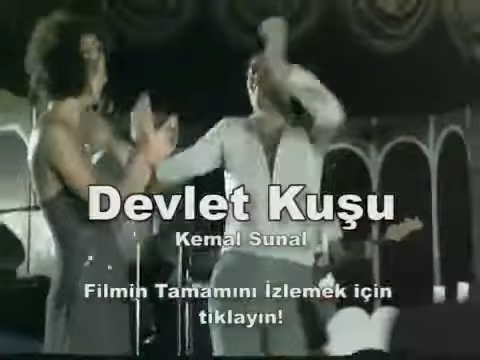 Devlet Kuşu
Kemal Sunal
Filmin Tamamını İzlemek için
tıklayın!